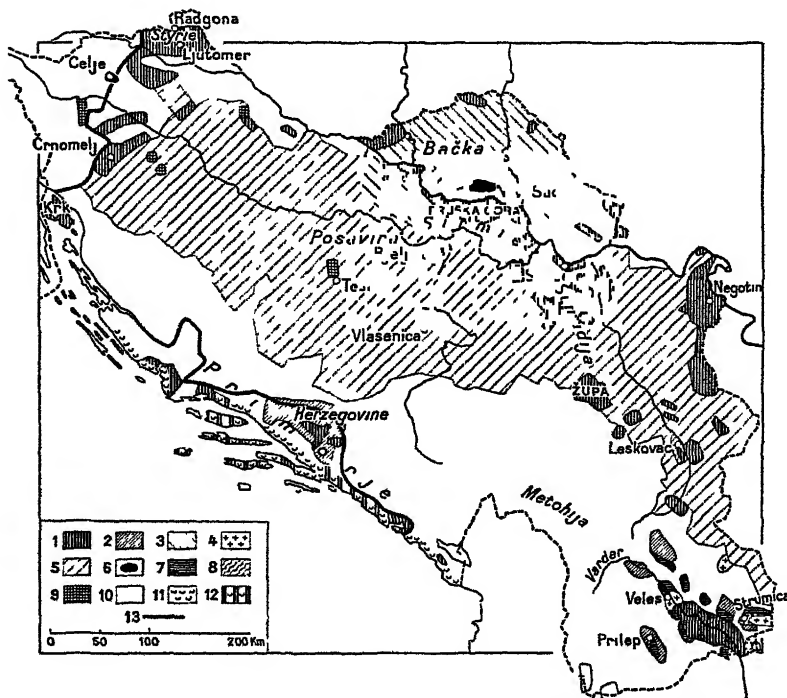 Radgona
Styrie
Ljutomer
Celje
Črnomelj
Bačka
Krk
Posavina
Negotin
Vlasenica
ŽUPA
Herzegovine
Primorje
Leskovac
Metohija
Vardar
Veles
Strumica
Prilep
1 2 3 4
5 6 7 8
9 10 11 12
13
0 50 100 200 Km